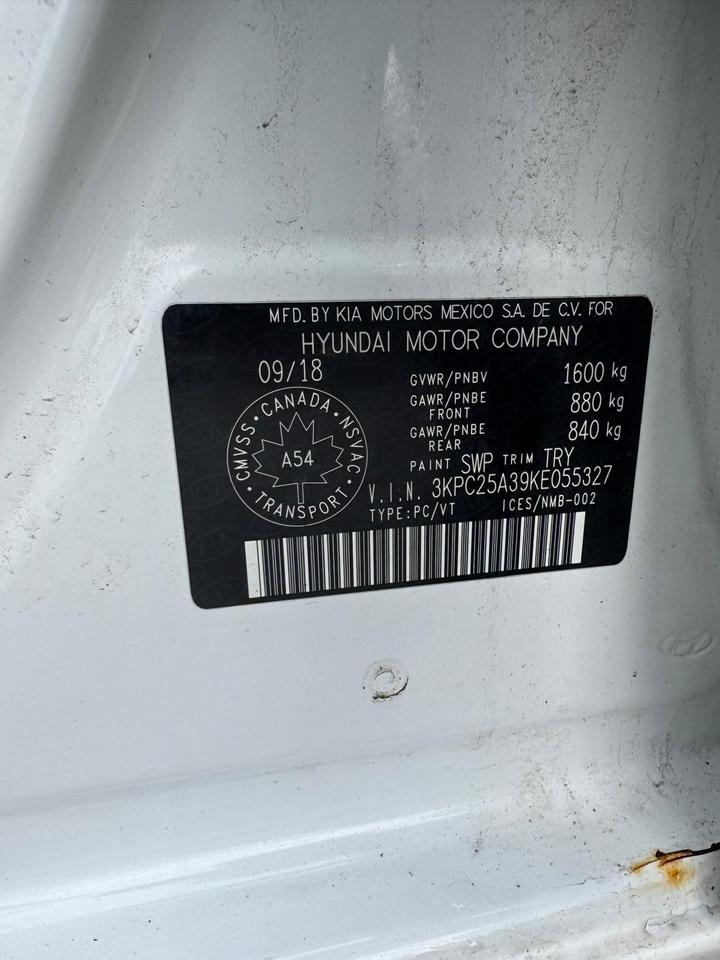 MFD. BY KIA MOTORS MEXICO S.A. DE C.V. FOR
HYUNDAI MOTOR COMPANY
09/18
GVWR/PNBV 1600 kg
GAWR/PNBE FRONT 880 kg
GAWR/PNBE REAR 840 kg
PAINT SWP TRIM TRY
V.I.N. 3KPC25A39KE055327
TYPE:PC/VT ICES/NMB-002
CMVSS • CANADA • NSVAC • TRANSPORT •
A54